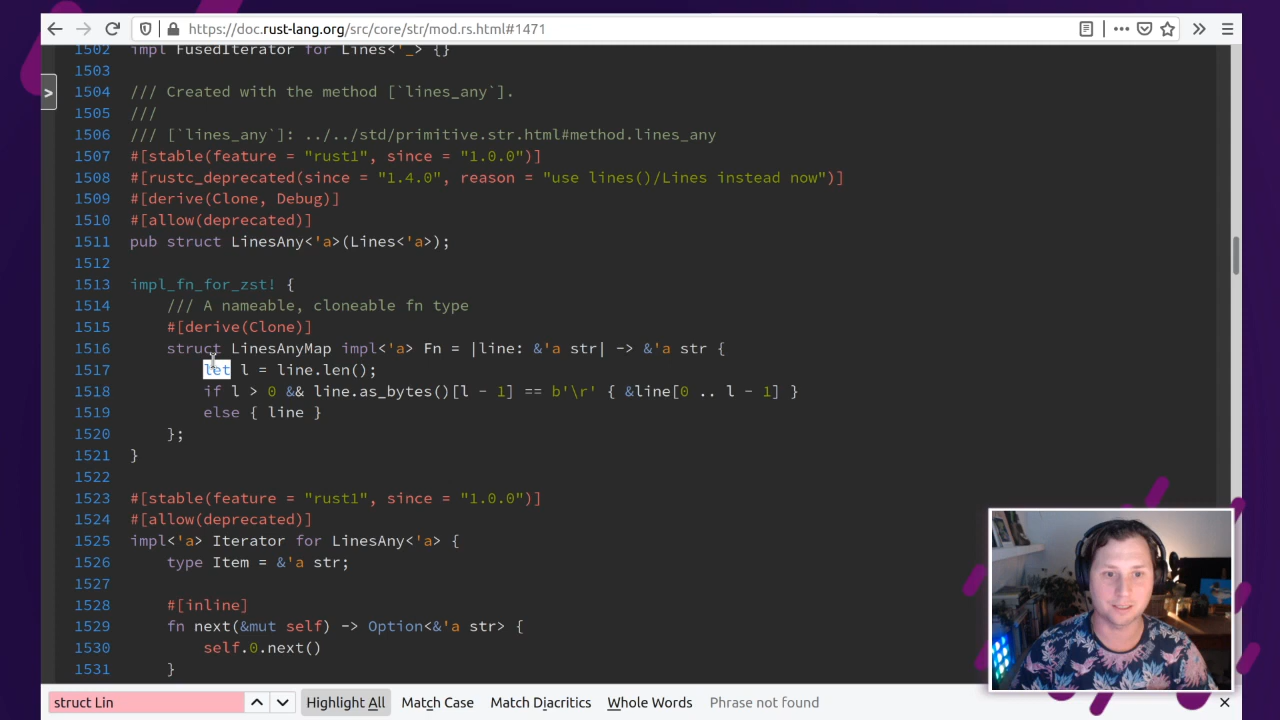 https://doc.rust-lang.org/src/core/str/mod.rs.html#1471
1502 impl FusedIterator for Lines<'_> {}
1503
>
1504 /// Created with the method [`lines_any`].
1505 ///
1506 /// [`lines_any`]: ../../std/primitive.str.html#method.lines_any
1507 #[stable(feature = "rust1", since = "1.0.0")]
1508 #[rustc_deprecated(since = "1.4.0", reason = "use lines()/Lines instead now")]
1509 #[derive(Clone, Debug)]
1510 #[allow(deprecated)]
1511 pub struct LinesAny<'a>(Lines<'a>);
1512
1513 impl_fn_for_zst! {
1514 /// A nameable, cloneable fn type
1515 #[derive(Clone)]
1516 struct LinesAnyMap impl<'a> Fn = |line: &'a str| -> &'a str {
1517 let l = line.len();
1518 if l > 0 && line.as_bytes()[l - 1] == b'\r' { &line[0 .. l - 1] }
1519 else { line }
1520 };
1521 }
1522
1523 #[stable(feature = "rust1", since = "1.0.0")]
1524 #[allow(deprecated)]
1525 impl<'a> Iterator for LinesAny<'a> {
1526 type Item = &'a str;
1527
1528 #[inline]
1529 fn next(&mut self) -> Option<&'a str> {
1530 self.0.next()
1531 }
struct Lin Highlight All Match Case Match Diacritics Whole Words Phrase not found